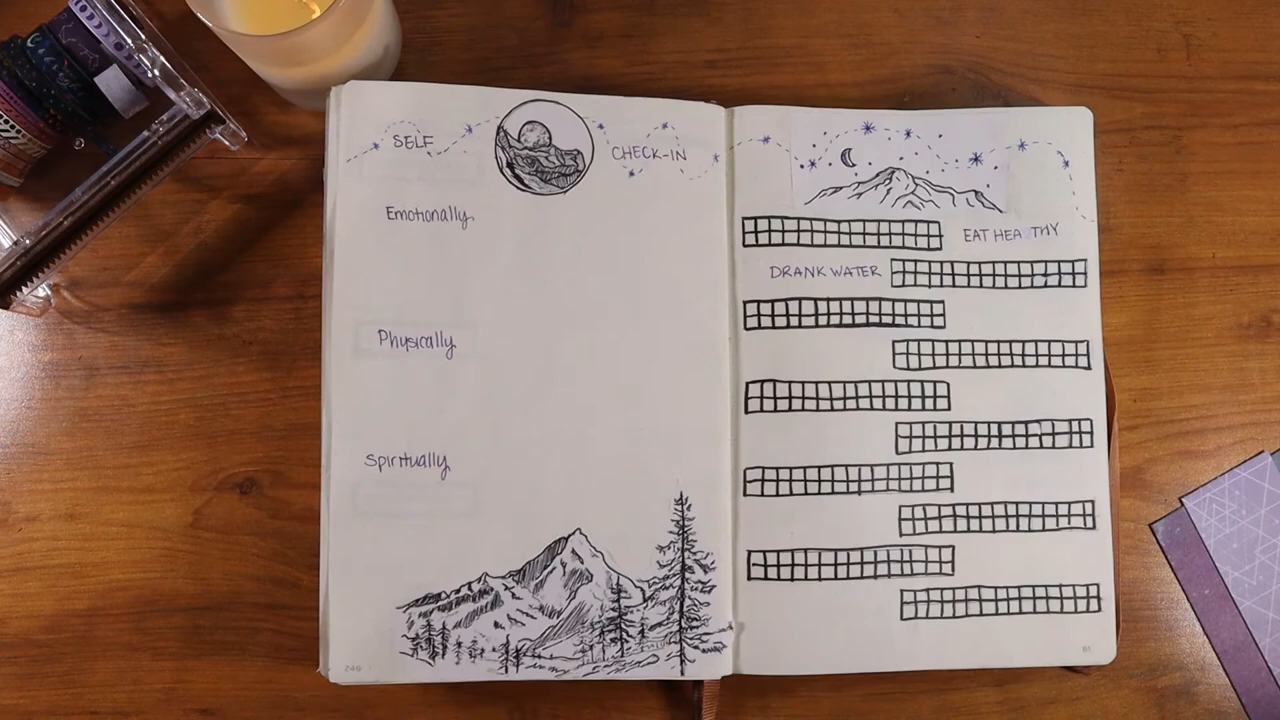 SELF CHECK-IN
Emotionally
Physically
Spiritually
EAT HEALTHY
DRANK WATER